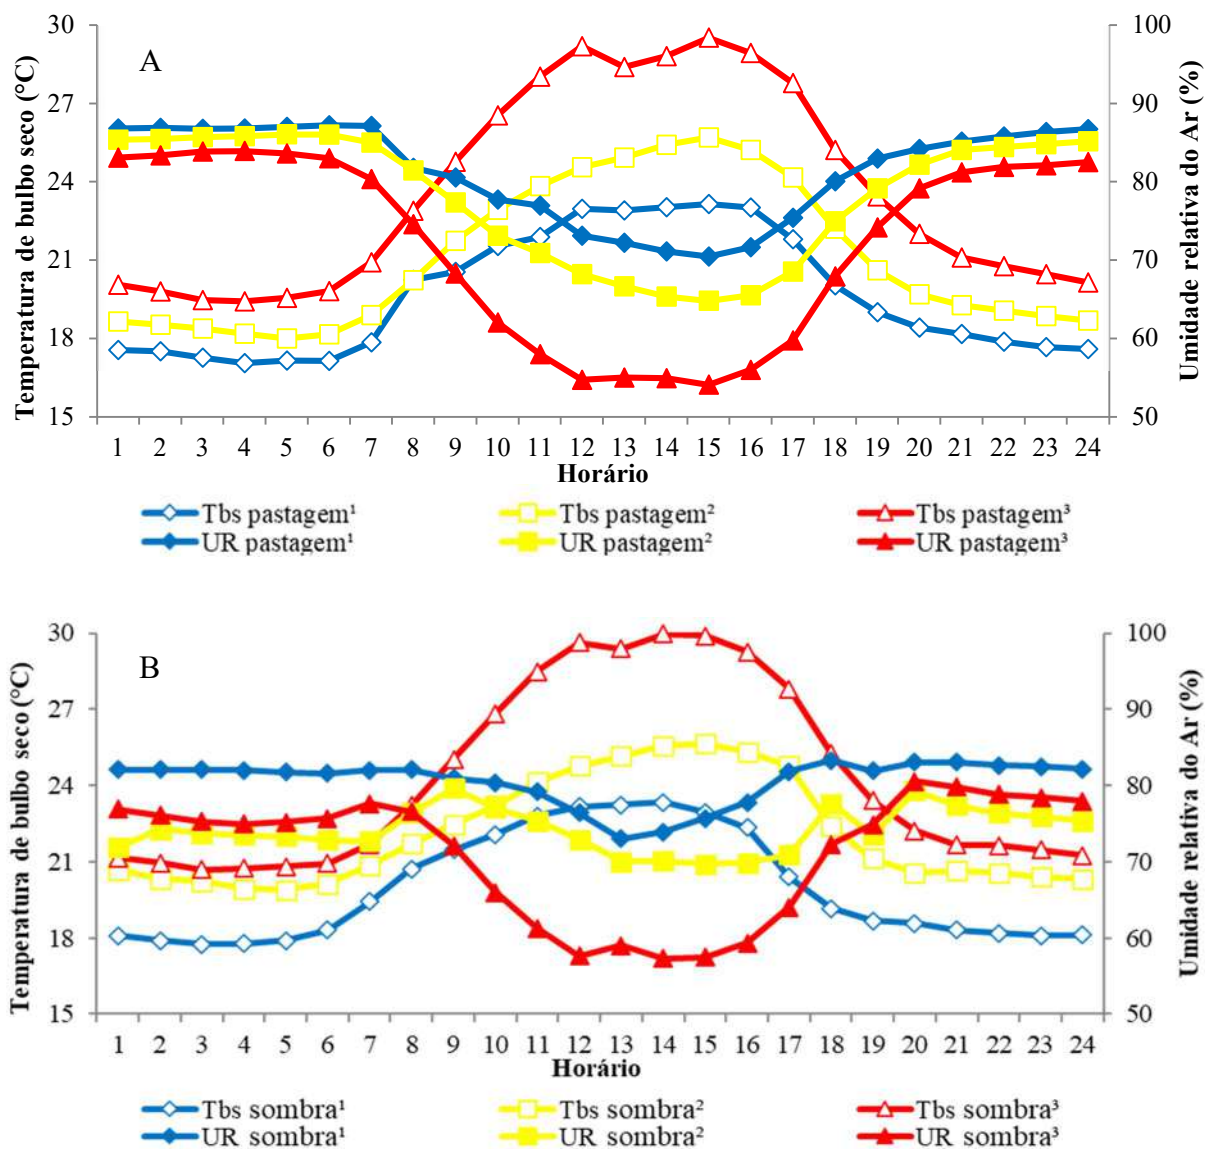 A
Temperatura de bulbo seco (°C)
30
27
24
21
18
15
100
90
80
70
60
50
Umidade relativa do Ar (%)
1 2 3 4 5 6 7 8 9 10 11 12 13 14 15 16 17 18 19 20 21 22 23 24
Horário
Tbs pastagem¹ Tbs pastagem² Tbs pastagem³
UR pastagem¹ UR pastagem² UR pastagem³
B
Temperatura de bulbo seco (°C)
30
27
24
21
18
15
100
90
80
70
60
50
Umidade relativa do Ar (%)
1 2 3 4 5 6 7 8 9 10 11 12 13 14 15 16 17 18 19 20 21 22 23 24
Horário
Tbs sombra¹ Tbs sombra² Tbs sombra³
UR sombra¹ UR sombra² UR sombra³